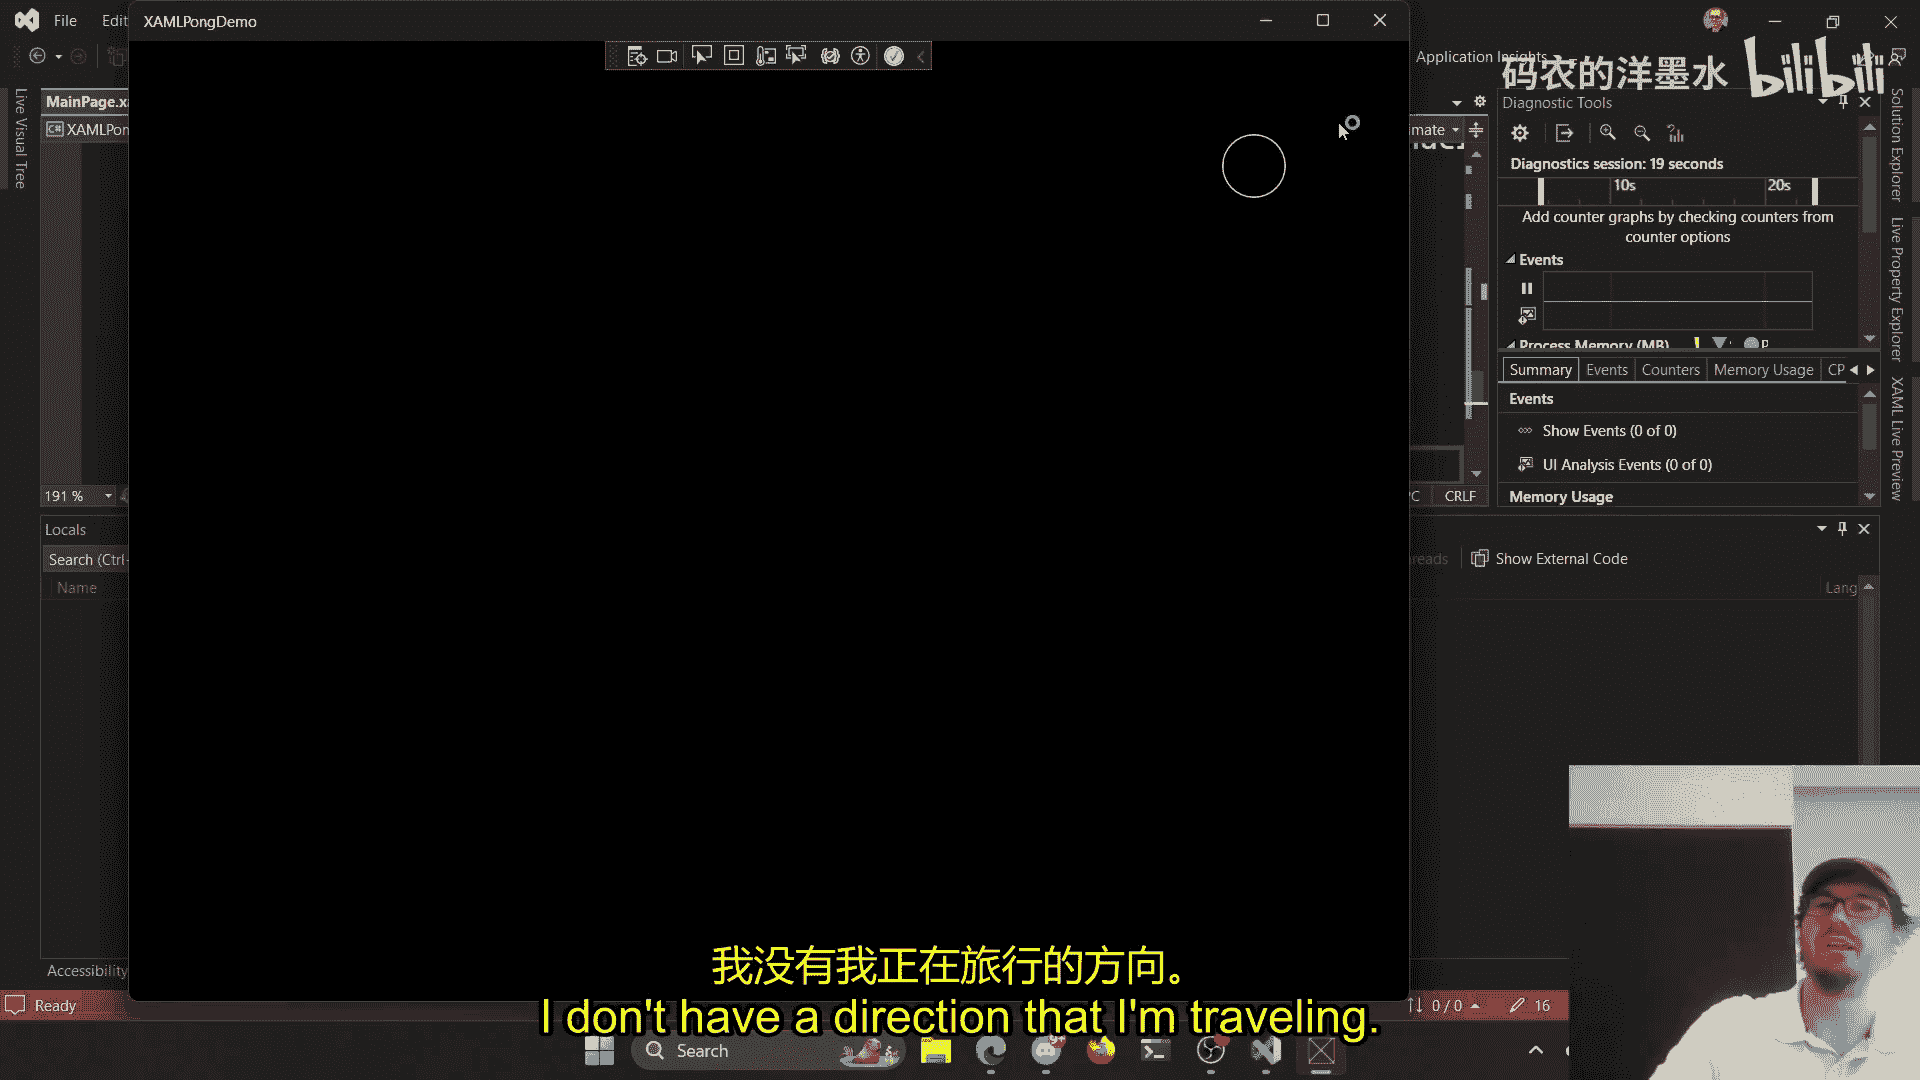 File
Edit
XAMLPongDemo
Application Insights
码农的洋墨水
bilibili
MainPage.xa
XAMLPon
Live Visual Tree
imate
Diagnostic Tools
Diagnostics session: 19 seconds
10s
20s
Add counter graphs by checking counters from
counter options
Events
Process Memory (MB)
Summary
Events
Counters
Memory Usage
CP
Events
Show Events (0 of 0)
UI Analysis Events (0 of 0)
Memory Usage
Solution Explorer
Live Property Explorer
XAML Live Preview
191 %
CRLF
Locals
Search (Ctrl+
Name
reads
Show External Code
Lang
Accessibility
Ready
0 / 0
16
我没有我正在旅行的方向。
I don't have a direction that I'm traveling.
Search
9+